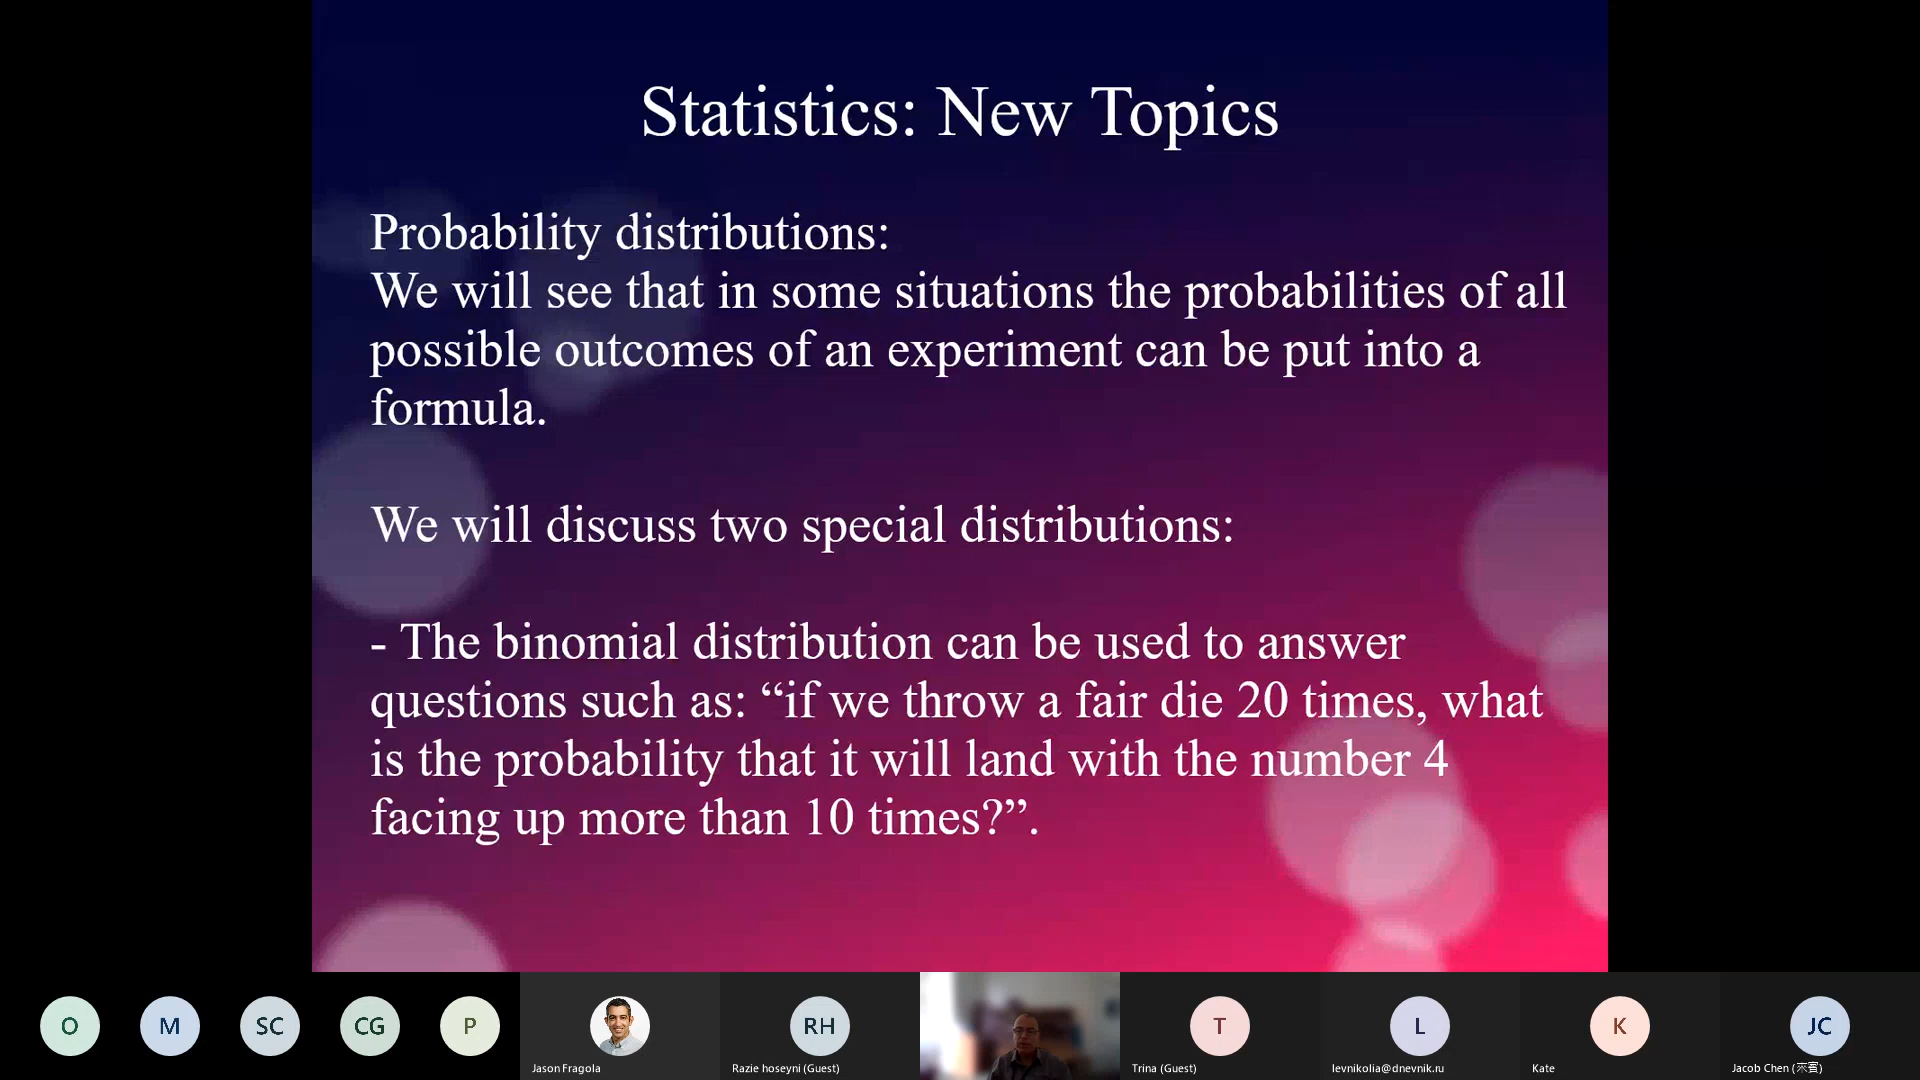 Statistics: New Topics
Probability distributions:
We will see that in some situations the probabilities of all
possible outcomes of an experiment can be put into a
formula.
We will discuss two special distributions:
- The binomial distribution can be used to answer
questions such as: “if we throw a fair die 20 times, what
is the probability that it will land with the number 4
facing up more than 10 times?”.
O
M
SC
CG
P
Jason Fragola
RH
Razie hoseyni (Guest)
T
Trina (Guest)
L
levnikolia@dnevnik.ru
K
Kate
JC
Jacob Chen (